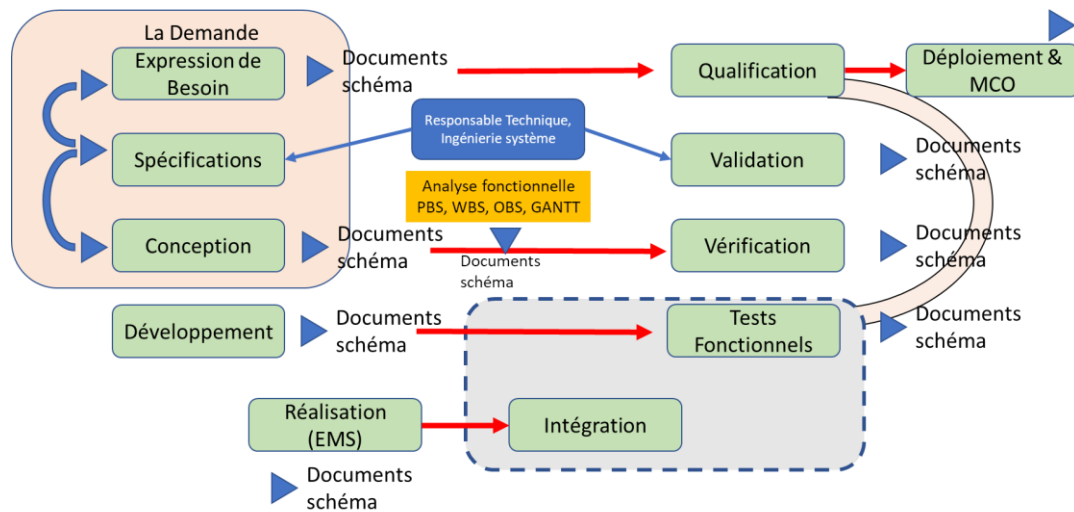 La Demande
Expression de
Besoin
Documents
schéma
Qualification
Déploiement &
MCO
Responsable Technique,
Ingénierie système
Spécifications
Validation
Documents
schéma
Analyse fonctionnelle
PBS, WBS, OBS, GANTT
Conception
Documents
schéma
Documents
schéma
Vérification
Documents
schéma
Développement
Documents
schéma
Tests
Fonctionnels
Documents
schéma
Réalisation
(EMS)
Intégration
Documents
schéma